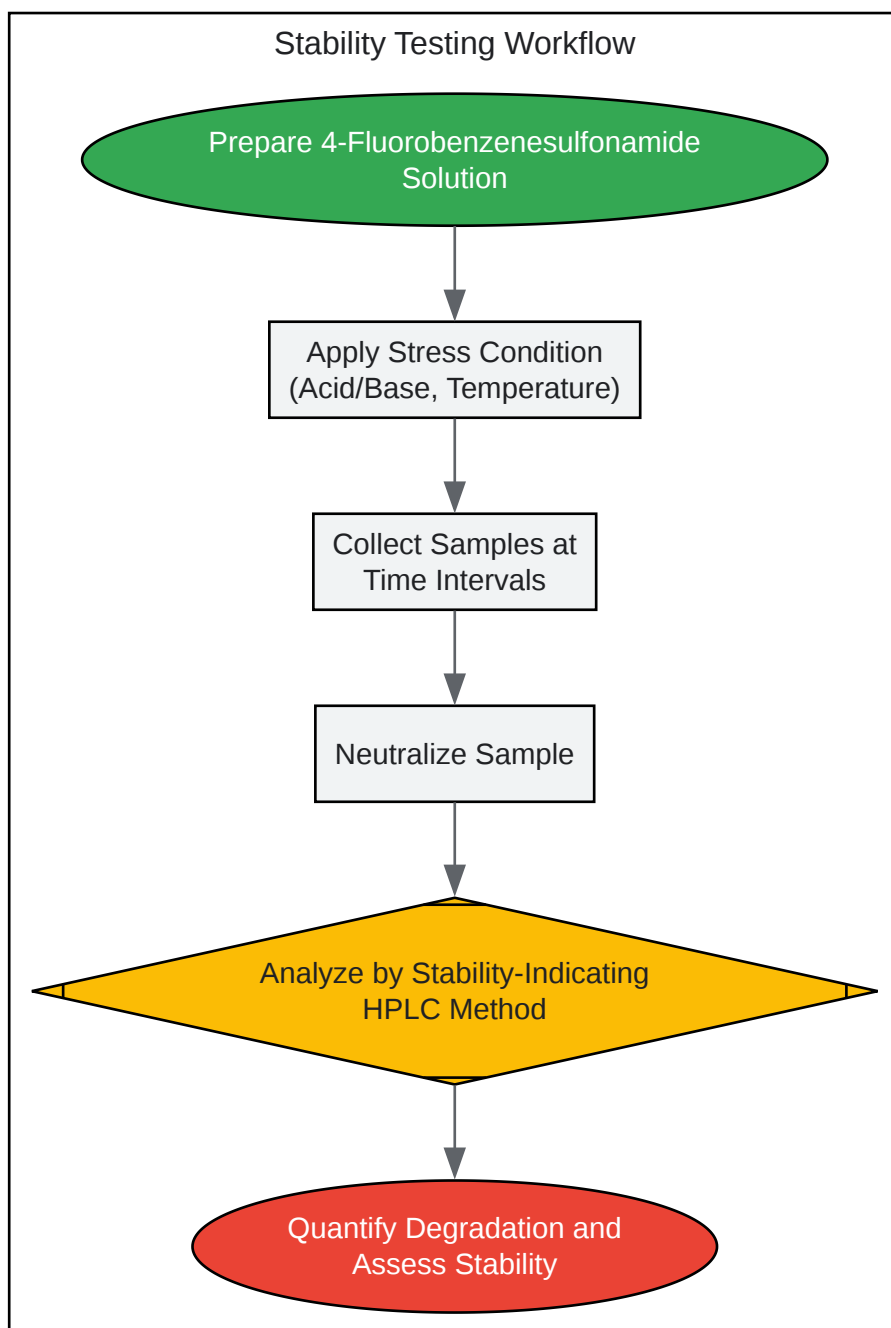 Stability Testing Workflow
Prepare 4-Fluorobenzenesulfonamide
Solution
Apply Stress Condition
(Acid/Base, Temperature)
Collect Samples at
Time Intervals
Neutralize Sample
Analyze by Stability-Indicating
HPLC Method
Quantify Degradation and
Assess Stability